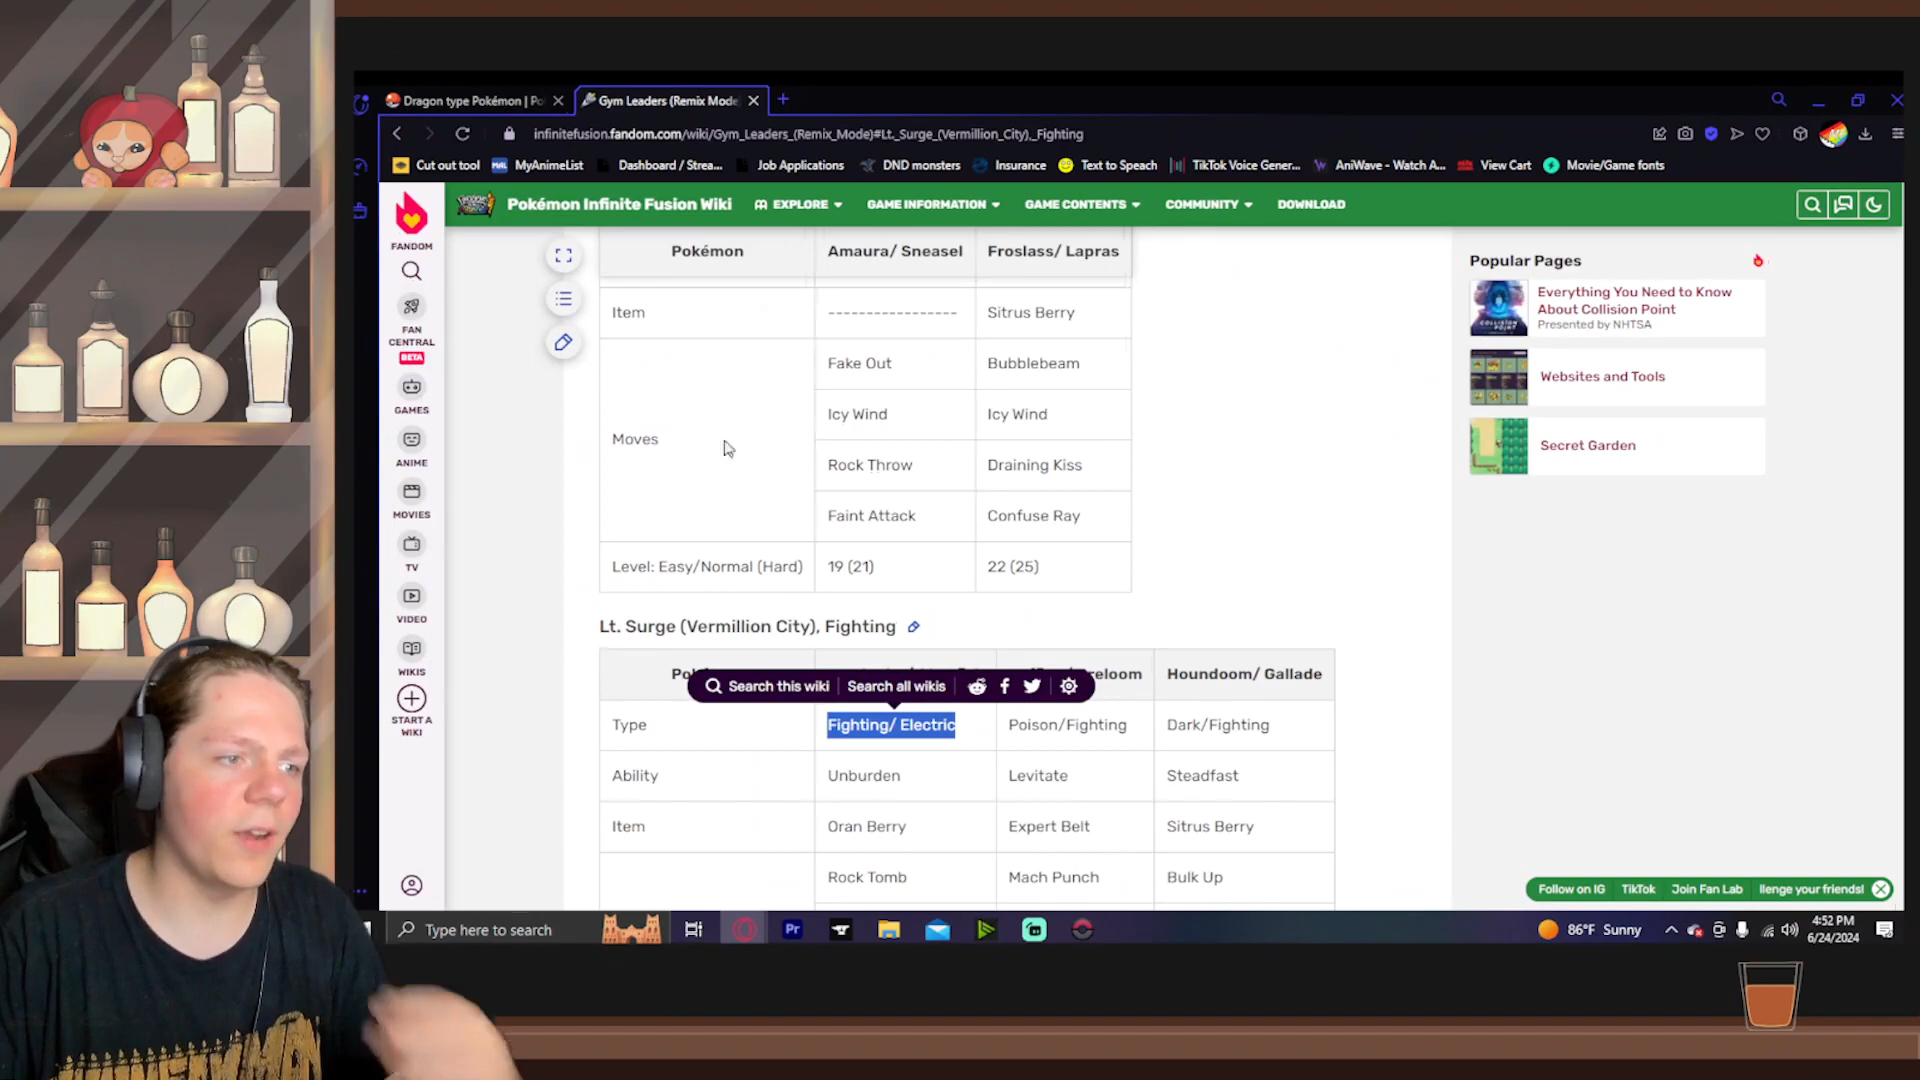 Dragon type Pokémon | Po
Gym Leaders (Remix Mode
infinitefusion.fandom.com/wiki/Gym_Leaders_(Remix_Mode)#Lt._Surge_(Vermillion_City),_Fighting
Cut out tool
MyAnimeList
Dashboard / Strea...
Job Applications
DND monsters
Insurance
Text to Speach
TikTok Voice Gener...
AniWave - Watch A...
View Cart
Movie/Game fonts
Pokémon Infinite Fusion Wiki
EXPLORE
GAME INFORMATION
GAME CONTENTS
COMMUNITY
DOWNLOAD
FANDOM
FAN CENTRAL
BETA
GAMES
ANIME
MOVIES
TV
VIDEO
WIKIS
START A WIKI
Pokémon Amaura/ Sneasel Froslass/ Lapras
Item ----------------- Sitrus Berry
Moves
Fake Out Bubblebeam
Icy Wind Icy Wind
Rock Throw Draining Kiss
Faint Attack Confuse Ray
Level: Easy/Normal (Hard) 19 (21) 22 (25)
Lt. Surge (Vermillion City), Fighting
Houndoom/ Gallade
Search this wiki Search all wikis
Type Fighting/ Electric Poison/Fighting Dark/Fighting
Ability Unburden Levitate Steadfast
Item Oran Berry Expert Belt Sitrus Berry
Rock Tomb Mach Punch Bulk Up
Popular Pages
Everything You Need to Know
About Collision Point
Presented by NHTSA
Websites and Tools
Secret Garden
Follow on IG TikTok Join Fan Lab llenge your friends!
Type here to search
Pr
86°F Sunny
4:52 PM
6/24/2024